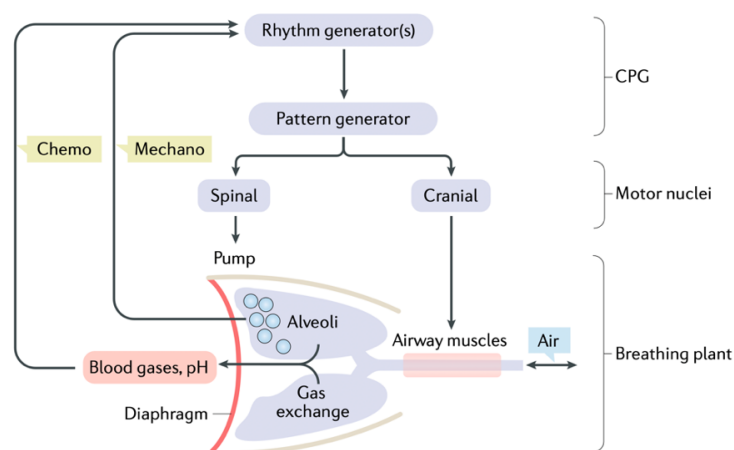 Rhythm generator(s)
CPG
Pattern generator
Chemo
Mechano
Spinal
Cranial
Motor nuclei
Pump
Alveoli
Airway muscles
Air
Breathing plant
Blood gases, pH
Gas
exchange
Diaphragm